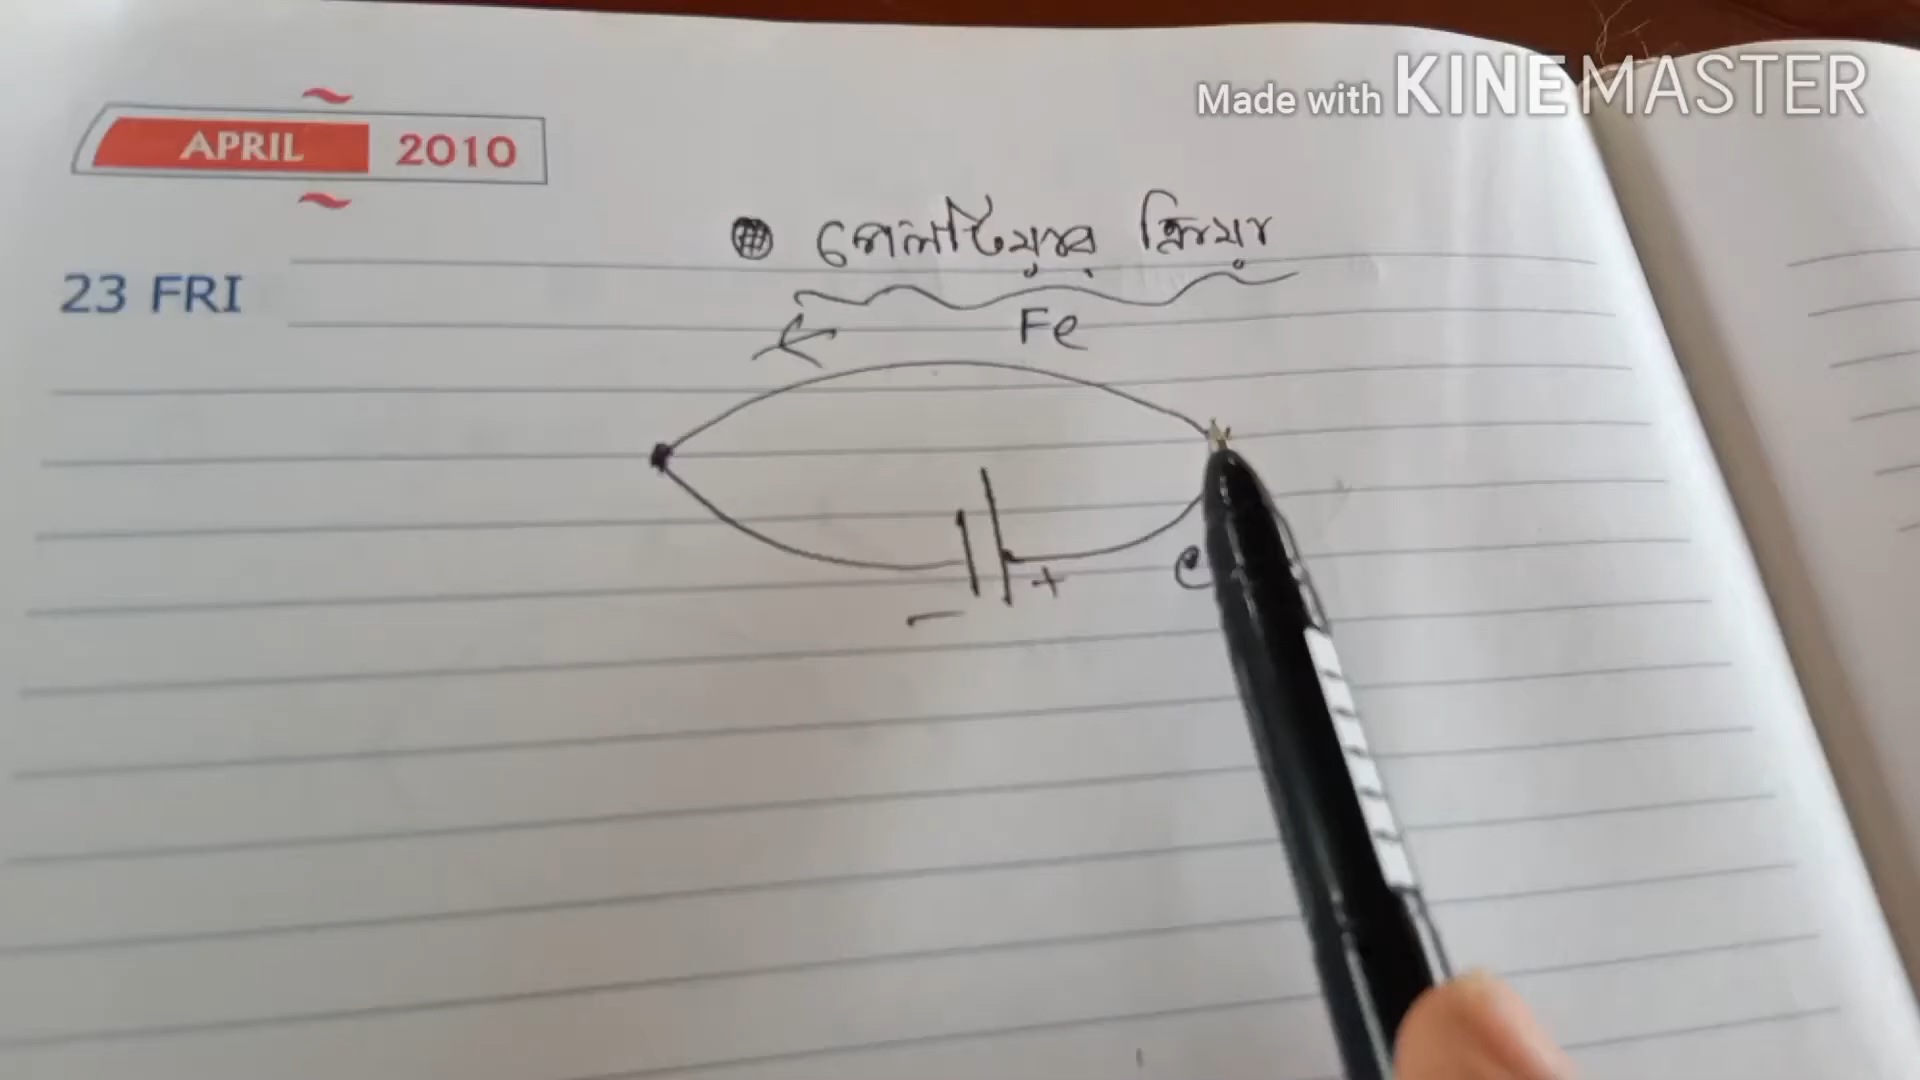 Made with KINEMASTER
APRIL 2010
23 FRI
পেলটিয়ার ক্রিয়া
Fe
- +